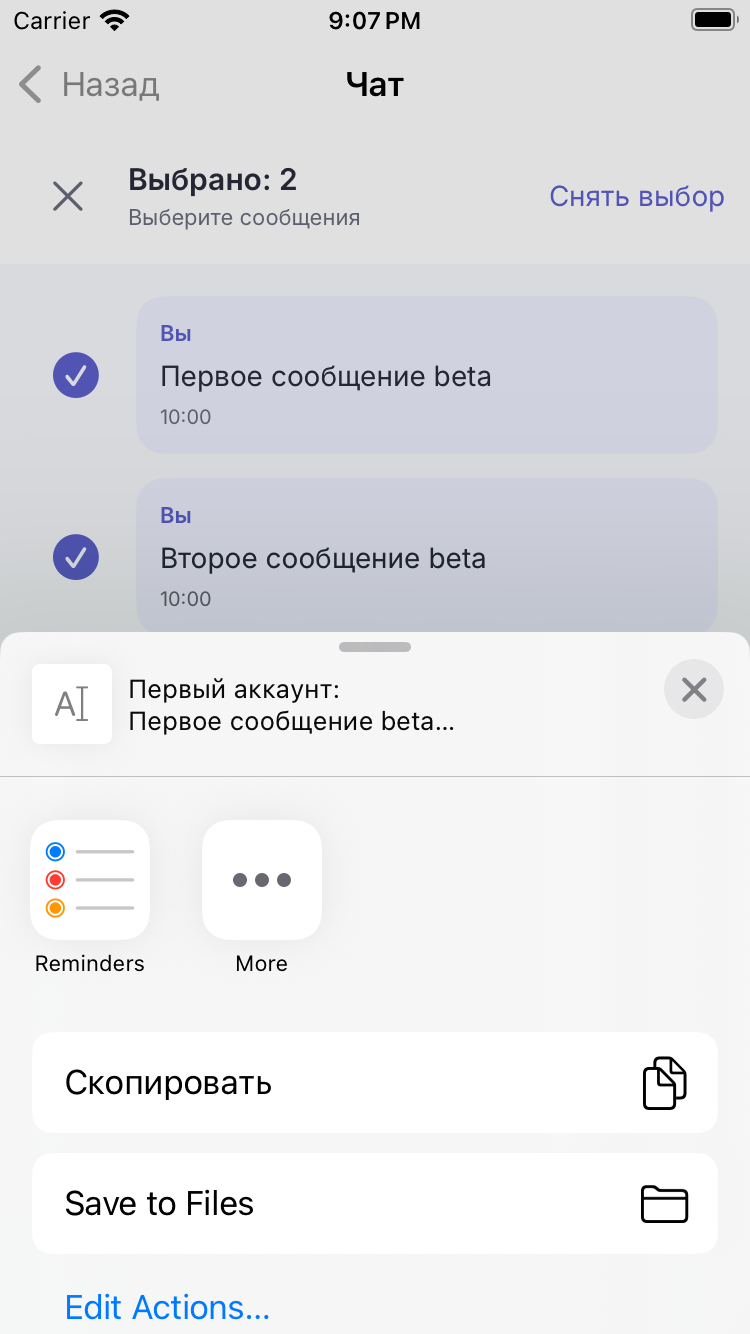 Carrier 9:07 PM
Назад Чат
Выбрано: 2
Выберите сообщения
Снять выбор
Вы
Первое сообщение beta
10:00
Вы
Второе сообщение beta
10:00
Первый аккаунт:
Первое сообщение beta...
Reminders More
Скопировать
Save to Files
Edit Actions...